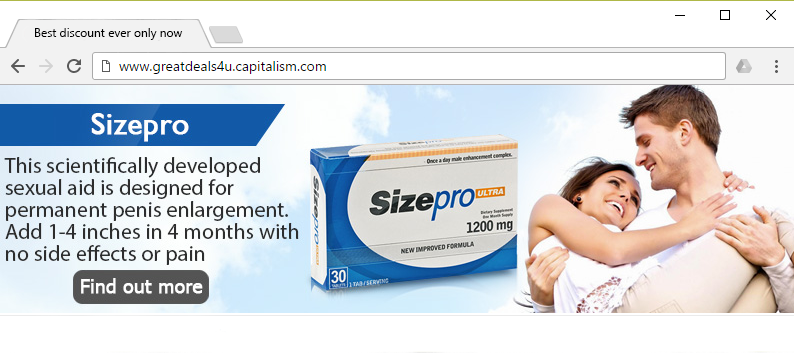 Best discount ever only now
www.greatdeals4u.capitalism.com
Sizepro
This scientifically developed
sexual aid is designed for
permanent penis enlargement.
Add 1-4 inches in 4 months with
no side effects or pain
Find out more
Once a day male enhancement complex.
Sizepro ULTRA
Dietary Supplement
One Month Supply
1200 mg
NEW IMPROVED FORMULA
30
TABLETS
1 TAB / SERVING
Sizepro